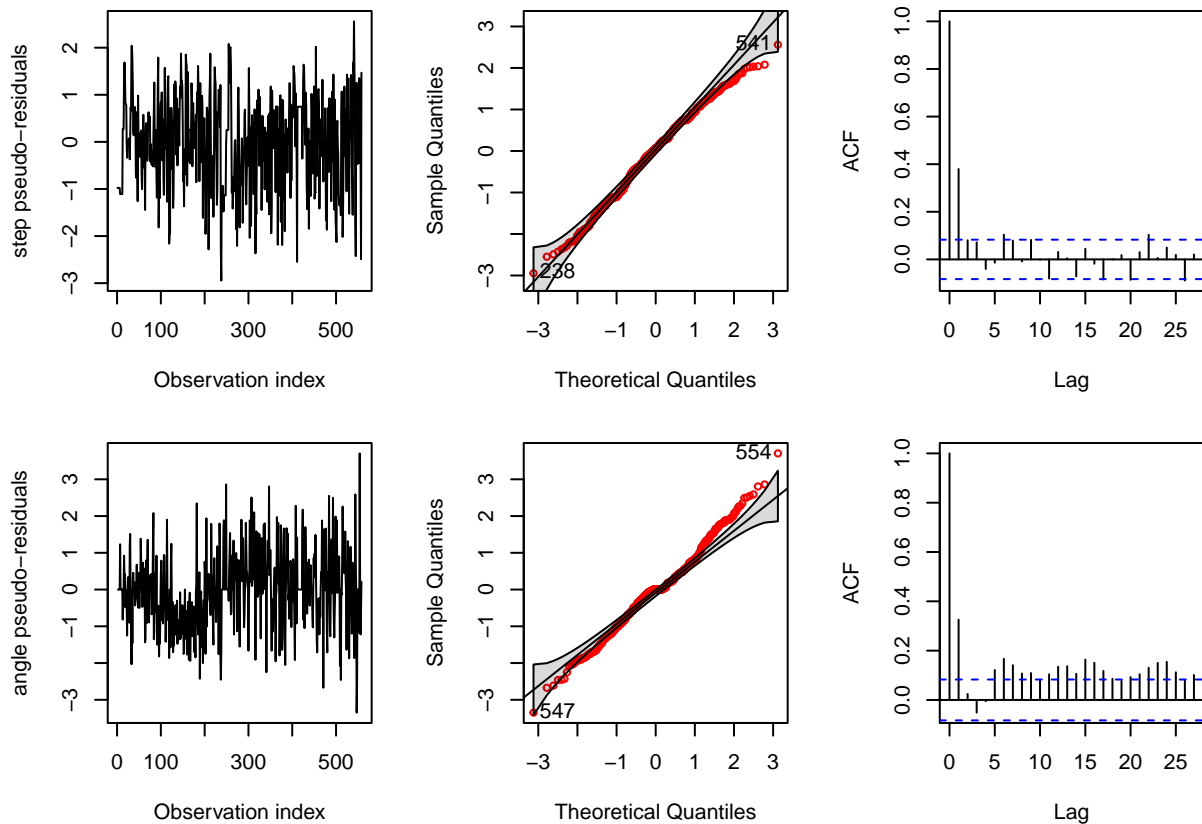 step pseudo−residuals
2
1
0
−1
−2
−3
0 100 300 500
Observation index
Sample Quantiles
3
2
1
0
−1
−3
541
238
−3 −1 0 1 2 3
Theoretical Quantiles
ACF
1.0
0.8
0.6
0.4
0.2
0.0
0 5 10 15 20 25
Lag
angle pseudo−residuals
3
2
1
0
−1
−3
0 100 300 500
Observation index
Sample Quantiles
3
2
1
0
−1
−3
554
547
−3 −1 0 1 2 3
Theoretical Quantiles
ACF
1.0
0.8
0.6
0.4
0.2
0.0
0 5 10 15 20 25
Lag